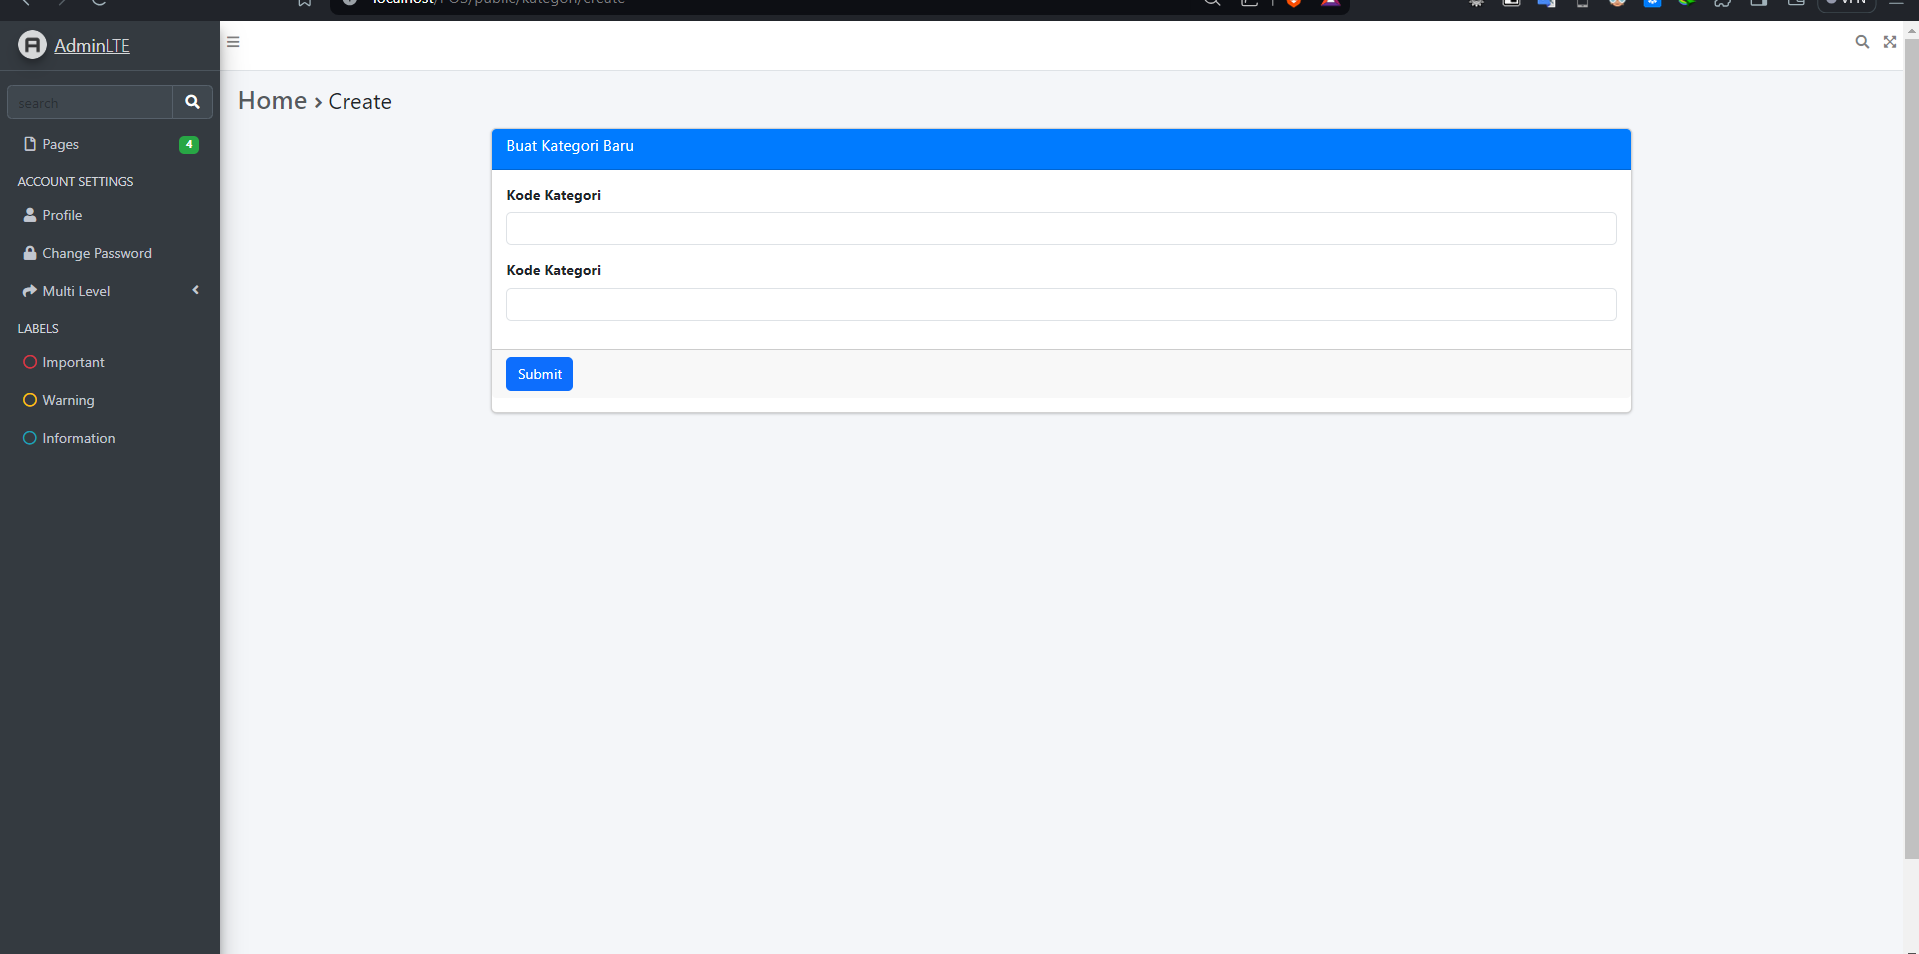 localhost/POS/public/kategori/create
VPN
AdminLTE
search
Home › Create
Pages 4
Buat Kategori Baru
ACCOUNT SETTINGS
Kode Kategori
Profile
Change Password
Kode Kategori
Multi Level
LABELS
Important
Submit
Warning
Information